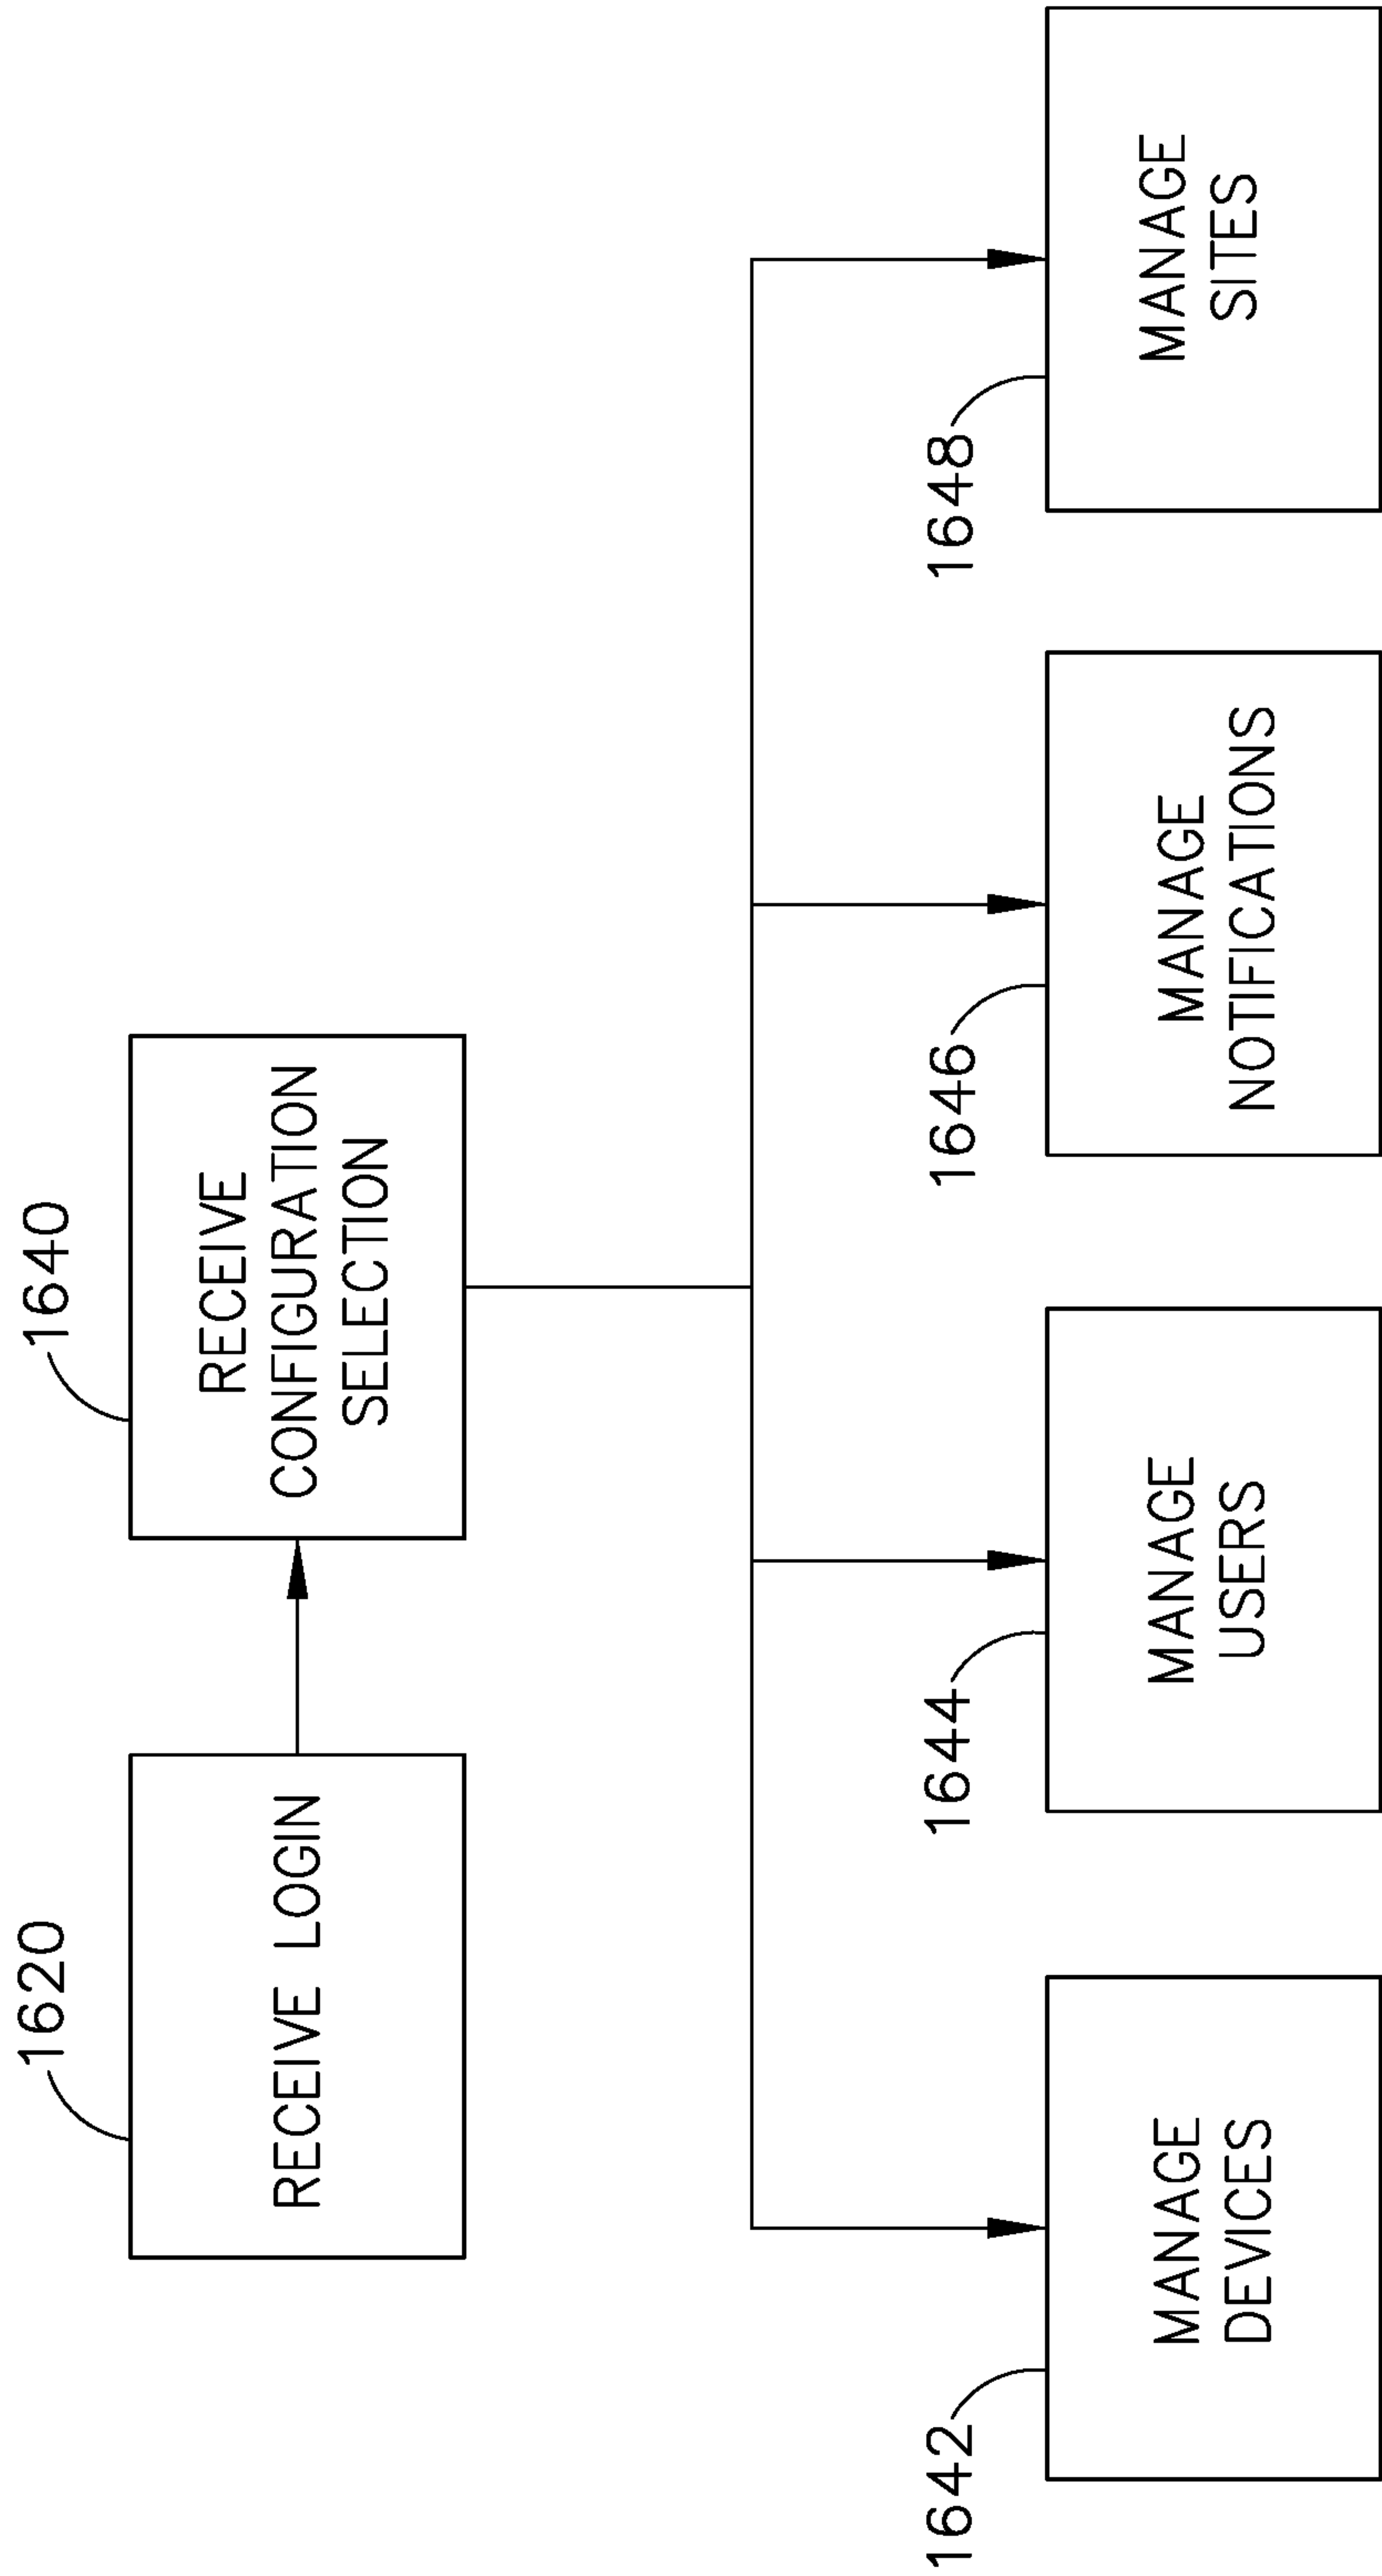 1620
RECEIVE LOGIN
1640
RECEIVE
CONFIGURATION
SELECTION
1642
MANAGE
DEVICES
1644
MANAGE
USERS
1646
MANAGE
NOTIFICATIONS
1648
MANAGE
SITES